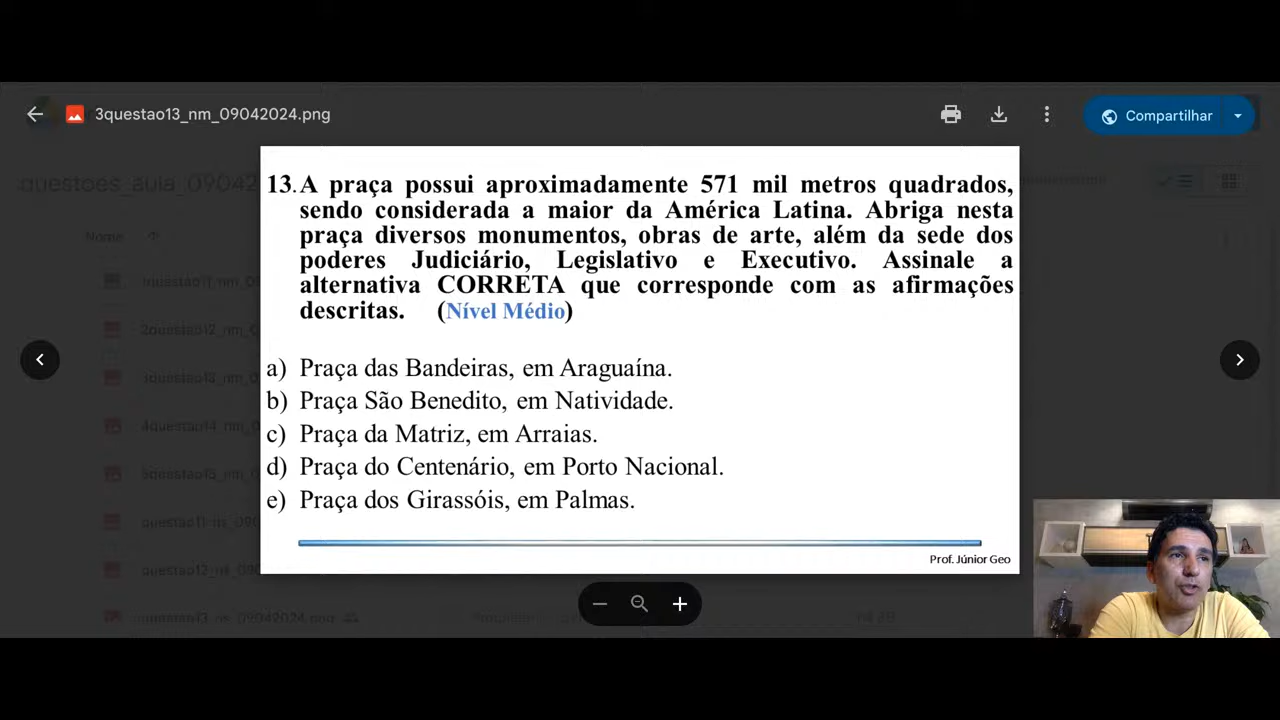 3questao13_nm_09042024.png
Compartilhar
questoes_aula_09042
Nome
13. A praça possui aproximadamente 571 mil metros quadrados,
sendo considerada a maior da América Latina. Abriga nesta
praça diversos monumentos, obras de arte, além da sede dos
poderes Judiciário, Legislativo e Executivo. Assinale a
alternativa CORRETA que corresponde com as afirmações
descritas. (Nível Médio)
a) Praça das Bandeiras, em Araguaína.
b) Praça São Benedito, em Natividade.
c) Praça da Matriz, em Arraias.
d) Praça do Centenário, em Porto Nacional.
e) Praça dos Girassóis, em Palmas.
Prof. Júnior Geo